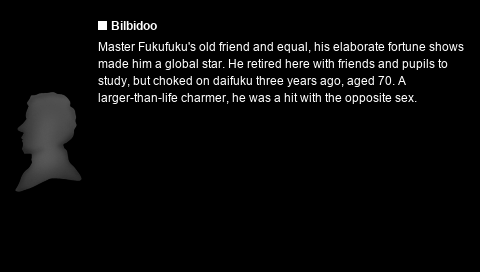 Bilbidoo
Master Fukufuku's old friend and equal, his elaborate fortune shows
made him a global star. He retired here with friends and pupils to
study, but choked on daifuku three years ago, aged 70. A
larger-than-life charmer, he was a hit with the opposite sex.